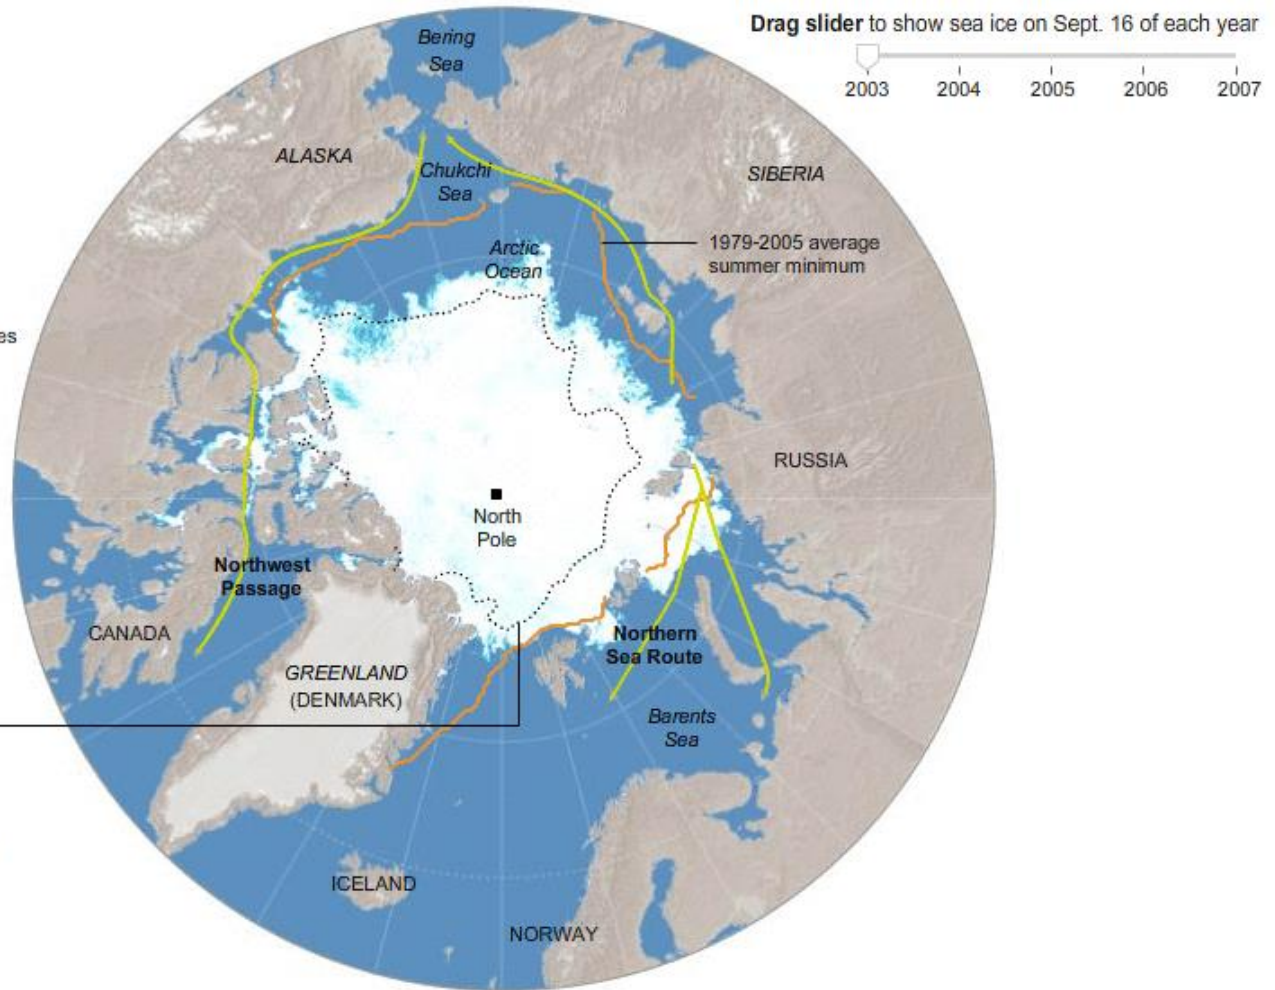 Drag slider to show sea ice on Sept. 16 of each year
2003 2004 2005 2006 2007
Bering
Sea
ALASKA
Chukchi
Sea
SIBERIA
Arctic
Ocean
1979-2005 average
summer minimum
es
RUSSIA
North
Pole
Northwest
Passage
CANADA
Northern
Sea Route
GREENLAND
(DENMARK)
Barents
Sea
ICELAND
NORWAY